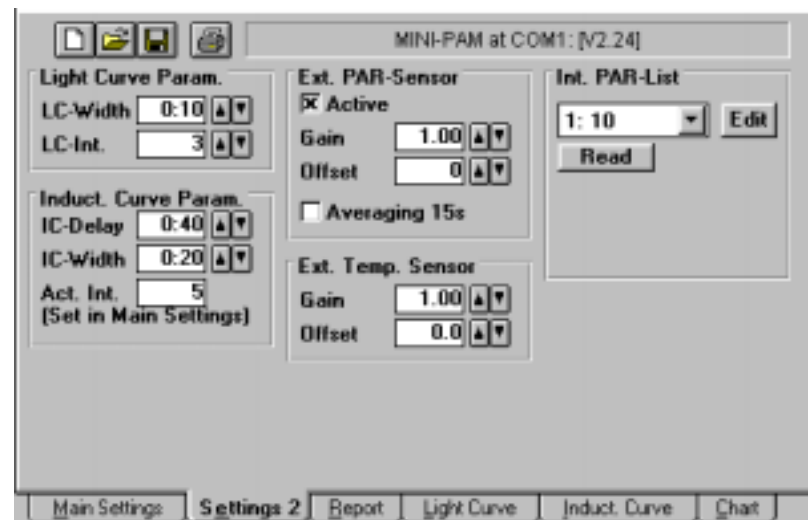 MINI-PAM at COM1: [V2.24]
Light Curve Param.
LC-Width 0:10
LC-Int. 3
Induct. Curve Param.
IC-Delay 0:40
IC-Width 0:20
Act. Int. 5
(Set in Main Settings)
Ext. PAR-Sensor
Active
Gain 1.00
Offset 0
Averaging 15s
Ext. Temp. Sensor
Gain 1.00
Offset 0.0
Int. PAR-List
1: 10 Edit
Read
Main Settings Settings 2 Report Light Curve Induct. Curve Chart